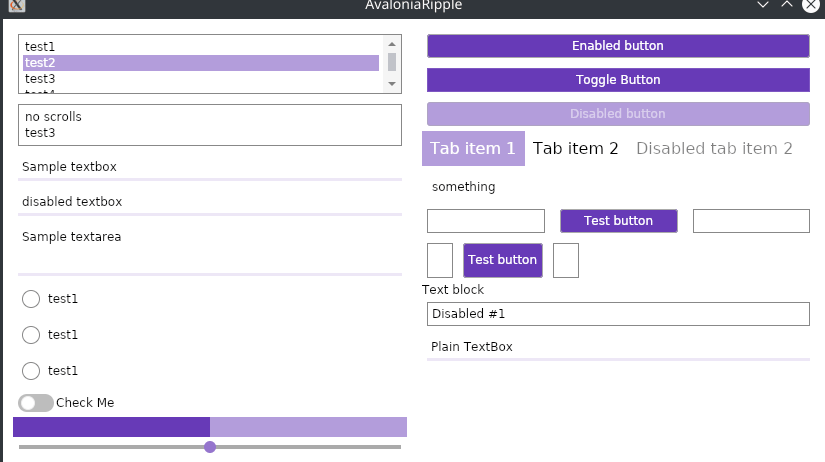 AvaloniaRipple
test1
test2
test3
test4
no scrolls
test3
Sample textbox
disabled textbox
Sample textarea
test1
test1
test1
Check Me
Enabled button
Toggle Button
Disabled button
Tab item 1 Tab item 2 Disabled tab item 2
something
Test button
Test button
Text block
Disabled #1
Plain TextBox